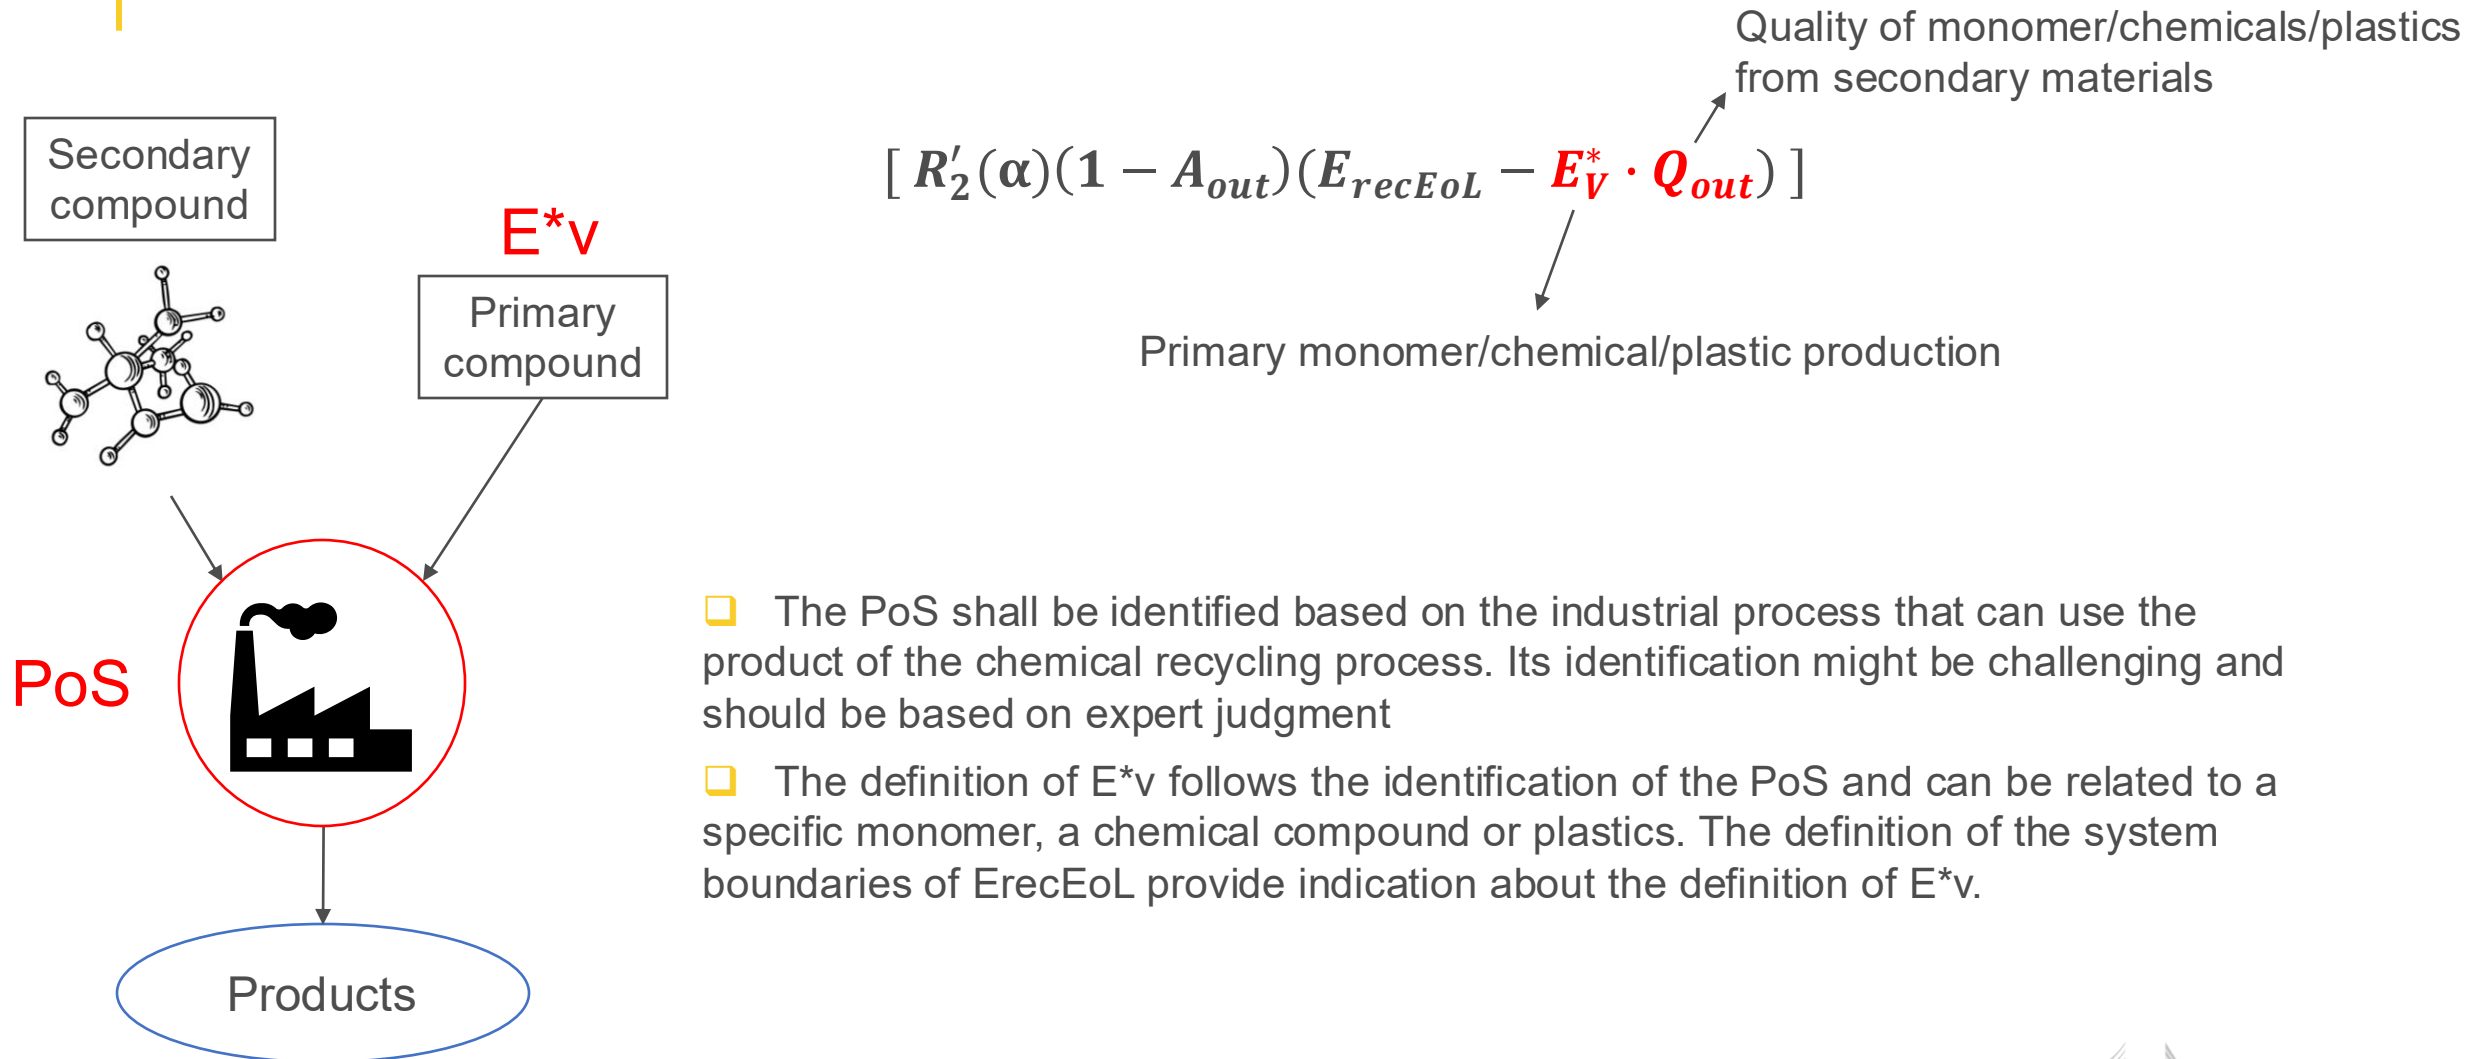 Quality of monomer/chemicals/plastics
from secondary materials
[ R′₂(α)(1 − A_out)(E_recEoL − E*_V · Q_out) ]
Primary monomer/chemical/plastic production
Secondary
compound
E*v
Primary
compound
PoS
Products
The PoS shall be identified based on the industrial process that can use the
product of the chemical recycling process. Its identification might be challenging and
should be based on expert judgment
The definition of E*v follows the identification of the PoS and can be related to a
specific monomer, a chemical compound or plastics. The definition of the system
boundaries of ErecEoL provide indication about the definition of E*v.